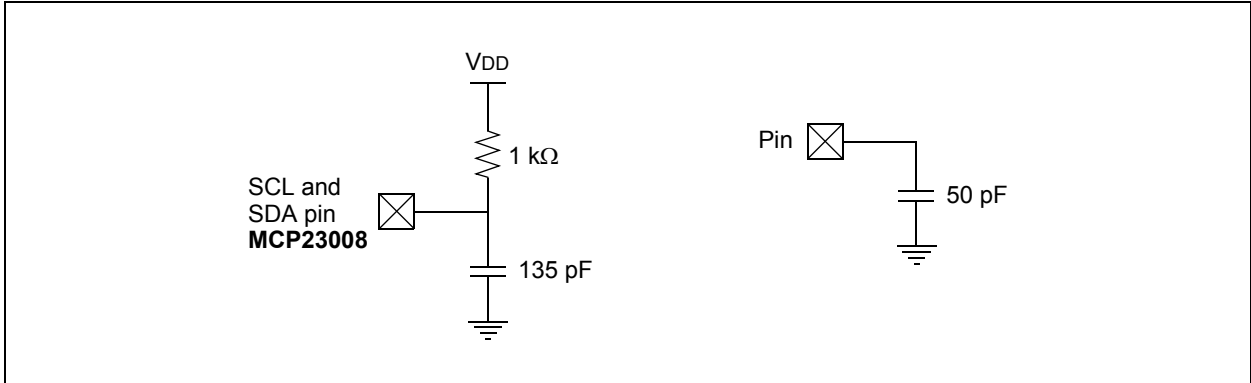 VDD
1 kΩ
SCL and
SDA pin
MCP23008
135 pF
Pin
50 pF